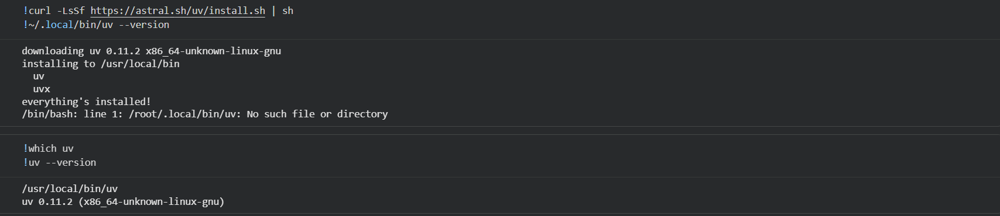 !curl -LsSf https://astral.sh/uv/install.sh | sh
!~/.local/bin/uv --version
downloading uv 0.11.2 x86_64-unknown-linux-gnu
installing to /usr/local/bin
  uv
  uvx
everything's installed!
/bin/bash: line 1: /root/.local/bin/uv: No such file or directory
!which uv
!uv --version
/usr/local/bin/uv
uv 0.11.2 (x86_64-unknown-linux-gnu)